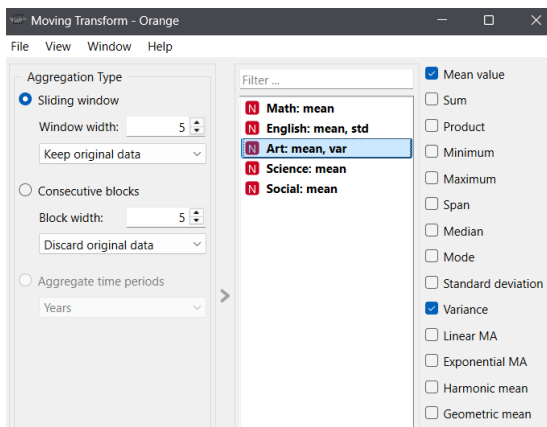 Moving Transform - Orange
File View Window Help
Aggregation Type
Sliding window
Window width: 5
Keep original data
Consecutive blocks
Block width: 5
Discard original data
Aggregate time periods
Years
>
Filter ...
N Math: mean
N English: mean, std
N Art: mean, var
N Science: mean
N Social: mean
Mean value
Sum
Product
Minimum
Maximum
Span
Median
Mode
Standard deviation
Variance
Linear MA
Exponential MA
Harmonic mean
Geometric mean